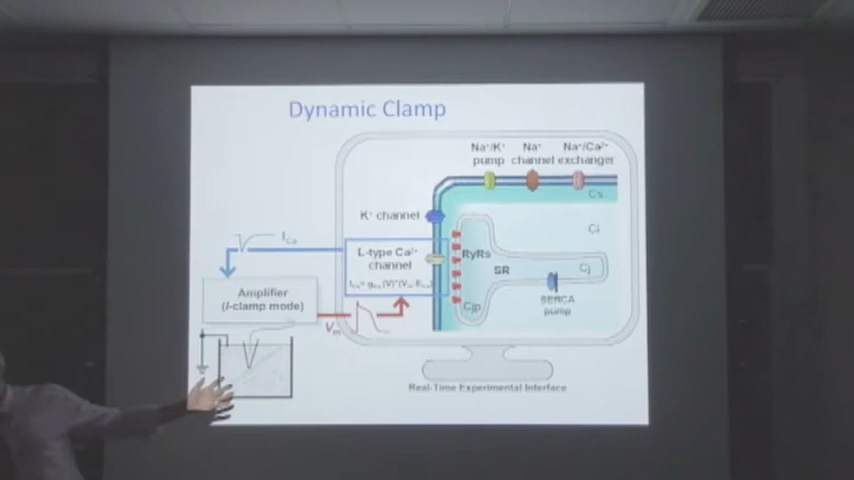 Dynamic Clamp
Na⁺/K⁺ pump
Na⁺ channel
Na⁺/Ca²⁺ exchanger
Cs
K⁺ channel
Ci
I_Ca
L-type Ca²⁺
channel
RyRs
SR
Cj
Amplifier
(I-clamp mode)
SERCA
pump
Cjp
V_m
Real-Time Experimental Interface